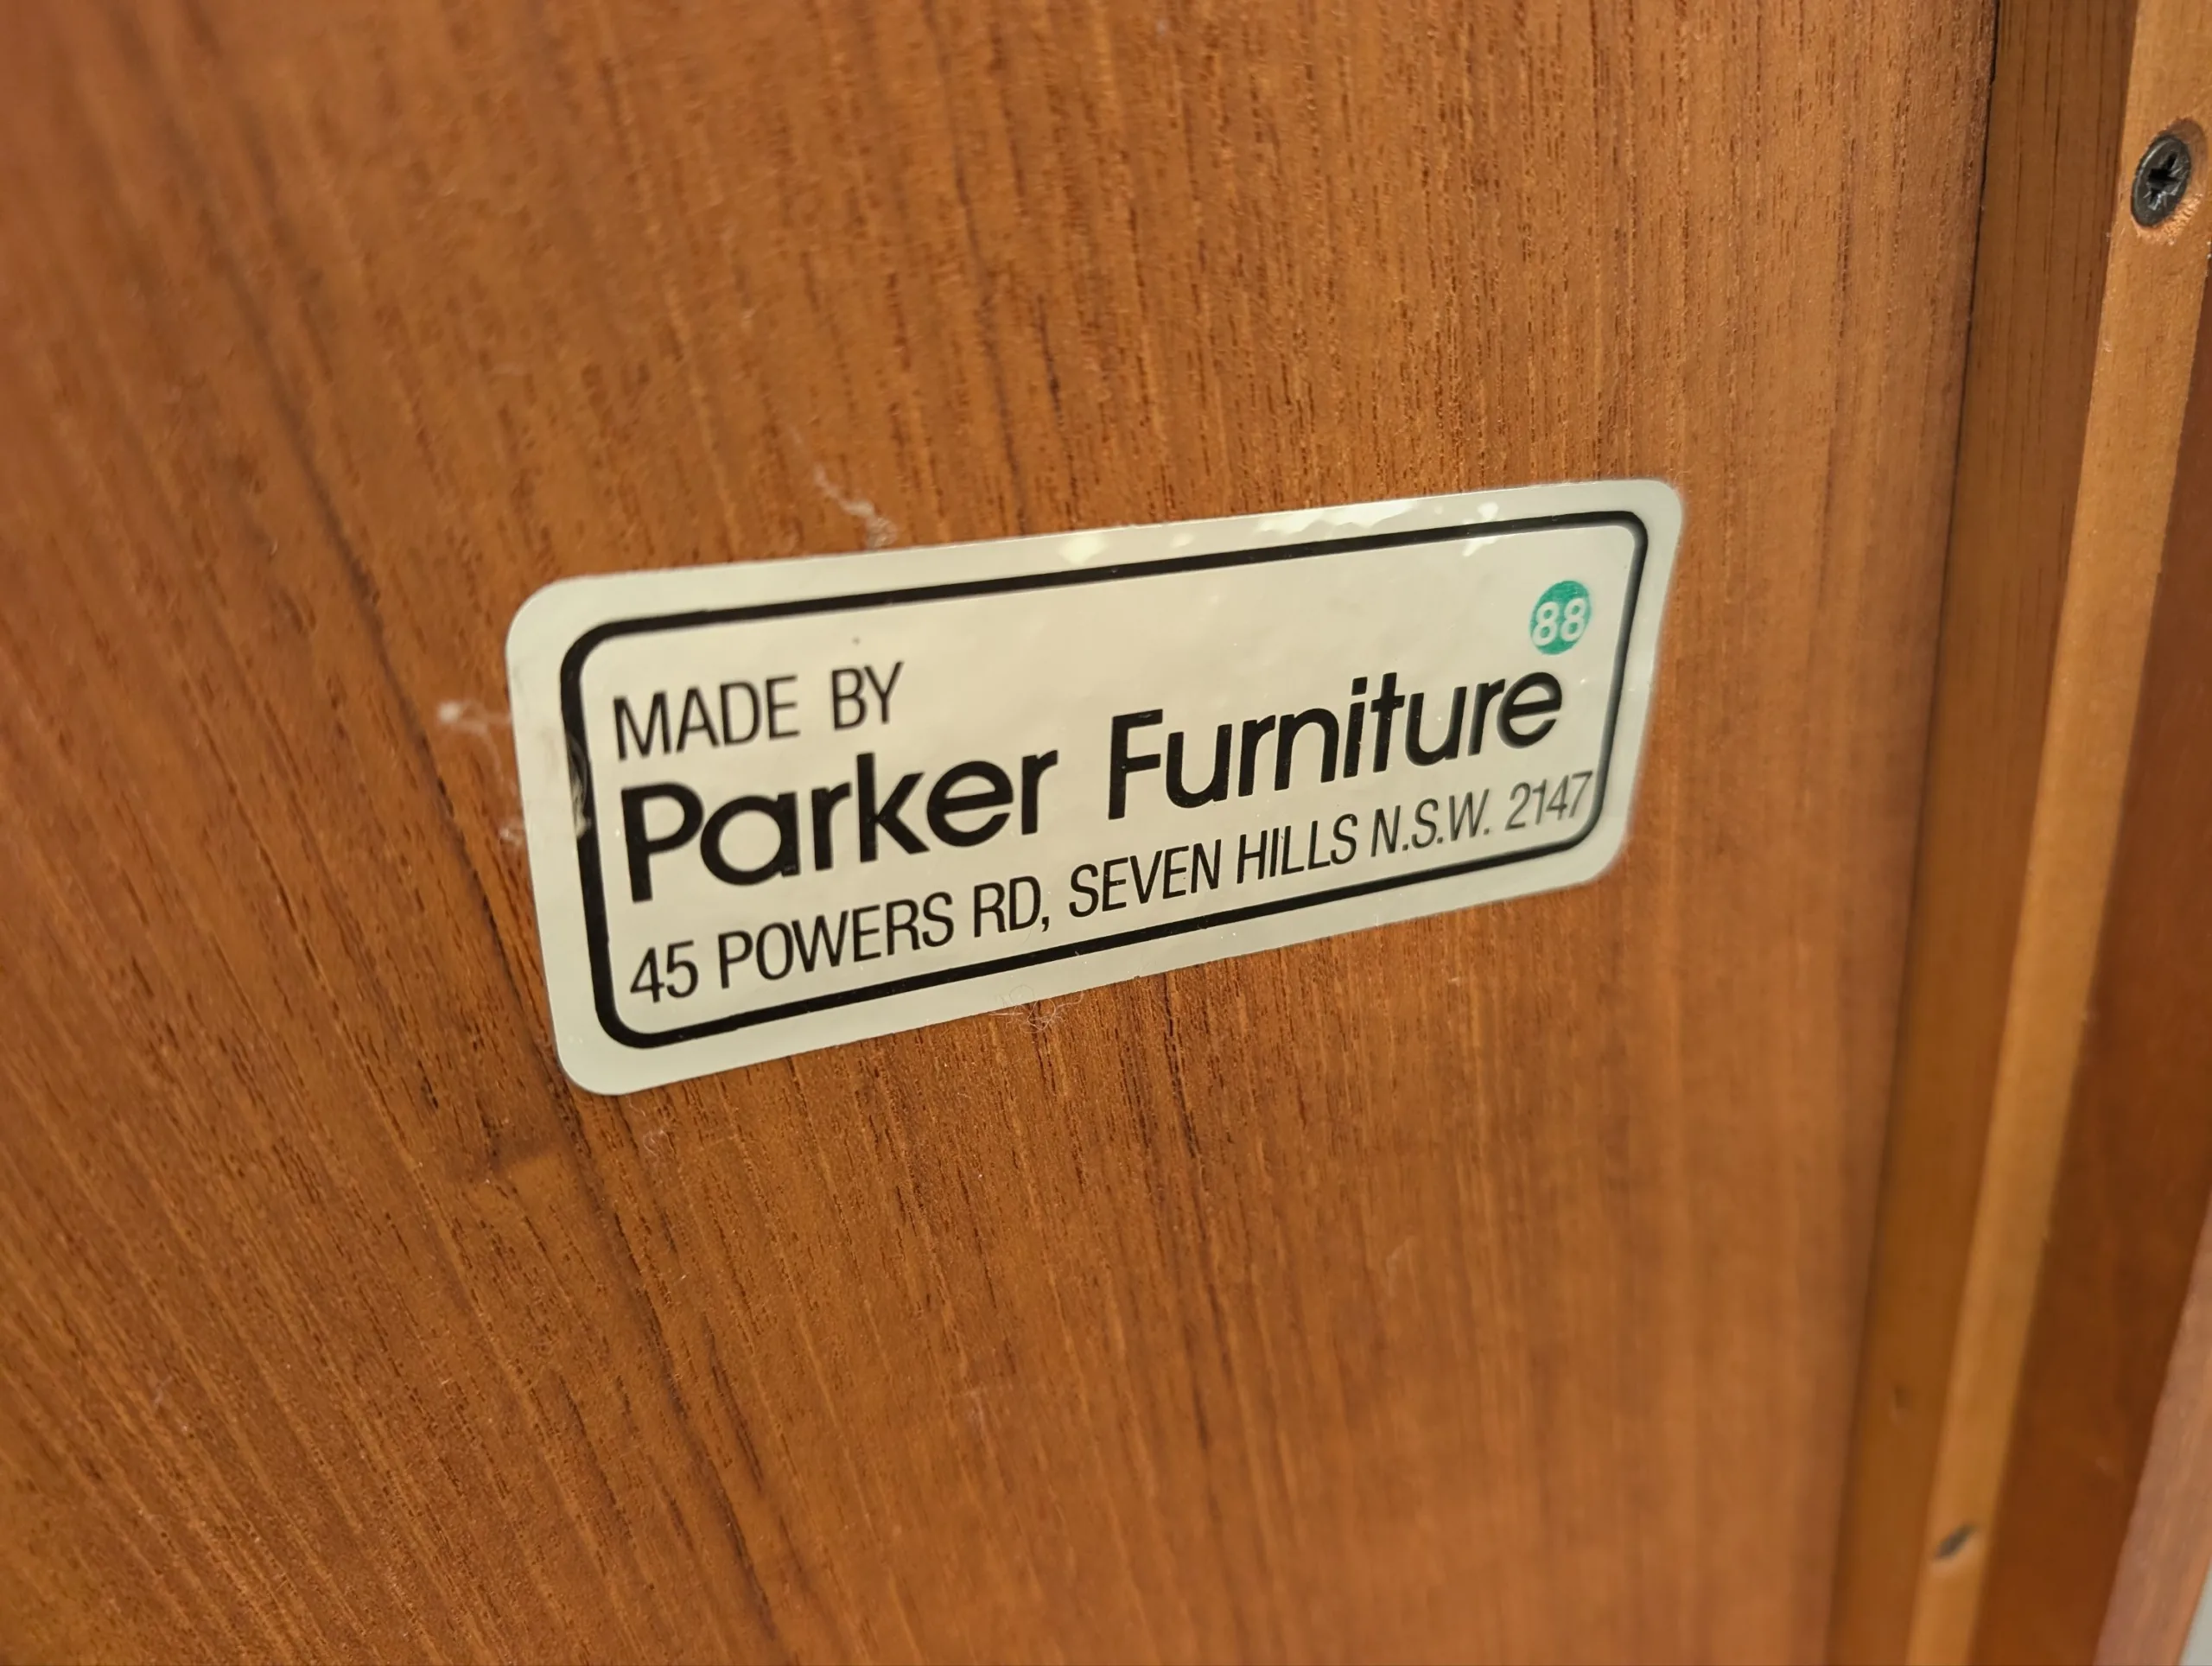 88
MADE BY
Parker Furniture
45 POWERS RD, SEVEN HILLS N.S.W. 2147